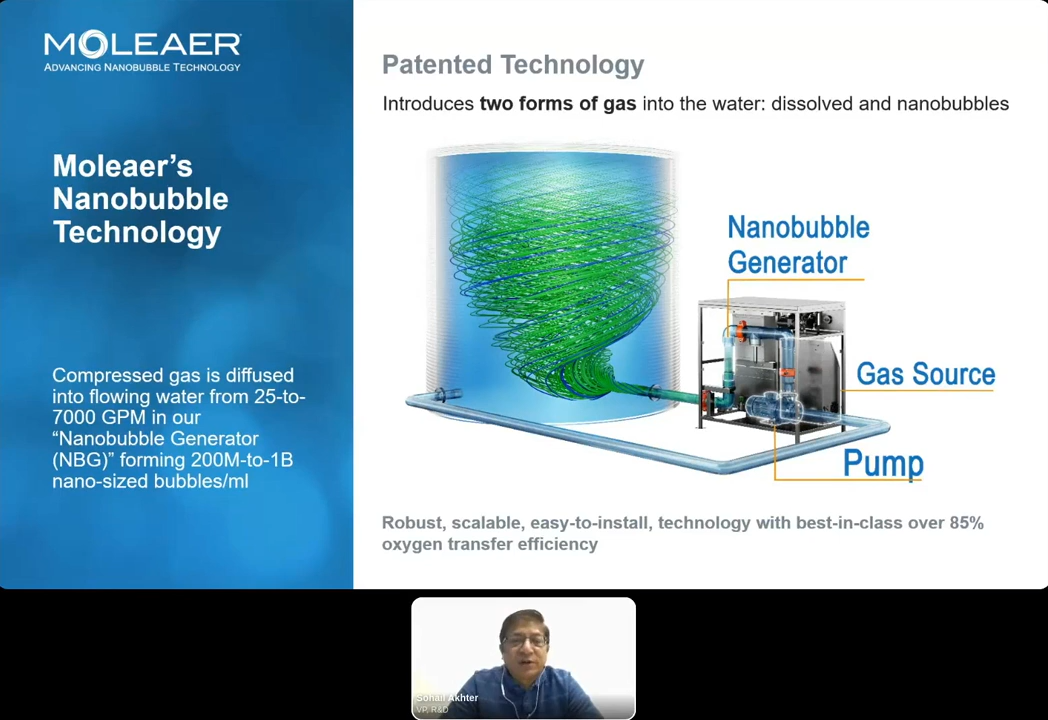 MOLEAER
ADVANCING NANOBUBBLE TECHNOLOGY
Moleaer’s
Nanobubble
Technology
Compressed gas is diffused
into flowing water from 25-to-
7000 GPM in our
“Nanobubble Generator
(NBG)” forming 200M-to-1B
nano-sized bubbles/ml
Patented Technology
Introduces two forms of gas into the water: dissolved and nanobubbles
Nanobubble
Generator
Gas Source
Pump
Robust, scalable, easy-to-install, technology with best-in-class over 85%
oxygen transfer efficiency
Sohail Akhter
VP, R&D